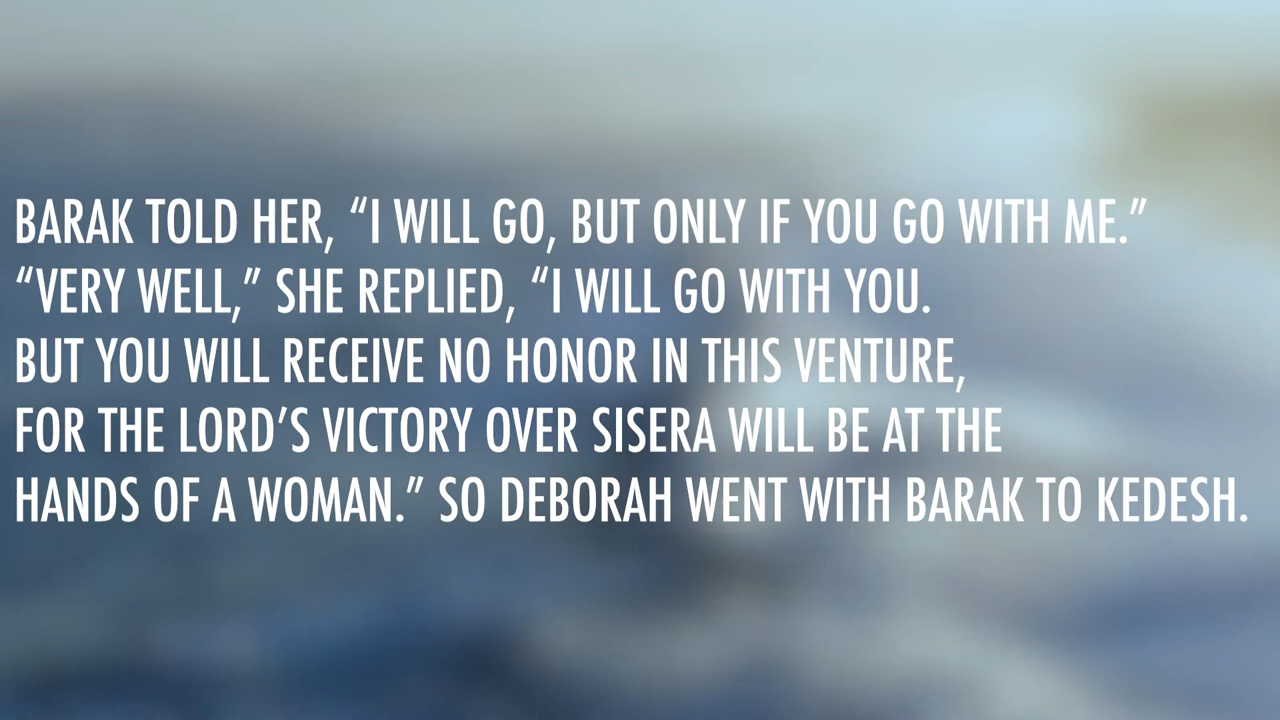 BARAK TOLD HER, “I WILL GO, BUT ONLY IF YOU GO WITH ME.”
“VERY WELL,” SHE REPLIED, “I WILL GO WITH YOU.
BUT YOU WILL RECEIVE NO HONOR IN THIS VENTURE,
FOR THE LORD’S VICTORY OVER SISERA WILL BE AT THE
HANDS OF A WOMAN.” SO DEBORAH WENT WITH BARAK TO KEDESH.